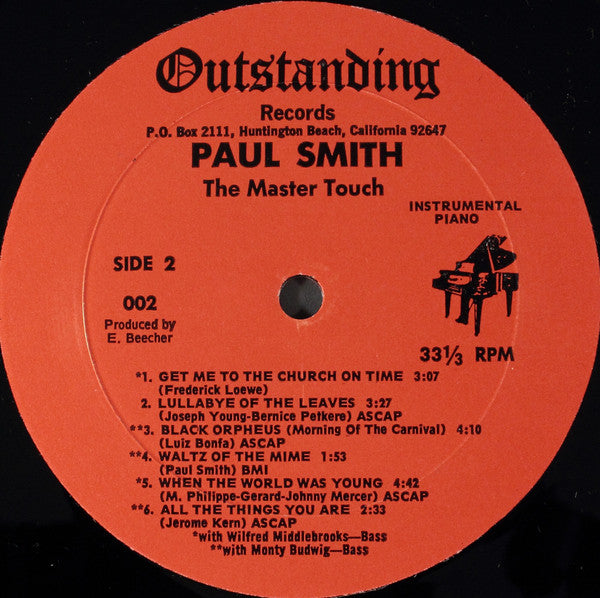 Outstanding
Records
P.O. Box 2111, Huntington Beach, California 92647
PAUL SMITH
The Master Touch
INSTRUMENTAL
PIANO
SIDE 2
002
Produced by
E. Beecher
33⅓ RPM
*1. GET ME TO THE CHURCH ON TIME 3:07
(Frederick Loewe)
2. LULLABYE OF THE LEAVES 3:27
(Joseph Young-Bernice Petkere) ASCAP
**3. BLACK ORPHEUS (Morning Of The Carnival) 4:10
(Luiz Bonfa) ASCAP
**4. WALTZ OF THE MIME 1:53
(Paul Smith) BMI
*5. WHEN THE WORLD WAS YOUNG 4:42
(M. Philippe-Gerard-Johnny Mercer) ASCAP
**6. ALL THE THINGS YOU ARE 2:33
(Jerome Kern) ASCAP
*with Wilfred Middlebrooks—Bass
**with Monty Budwig—Bass